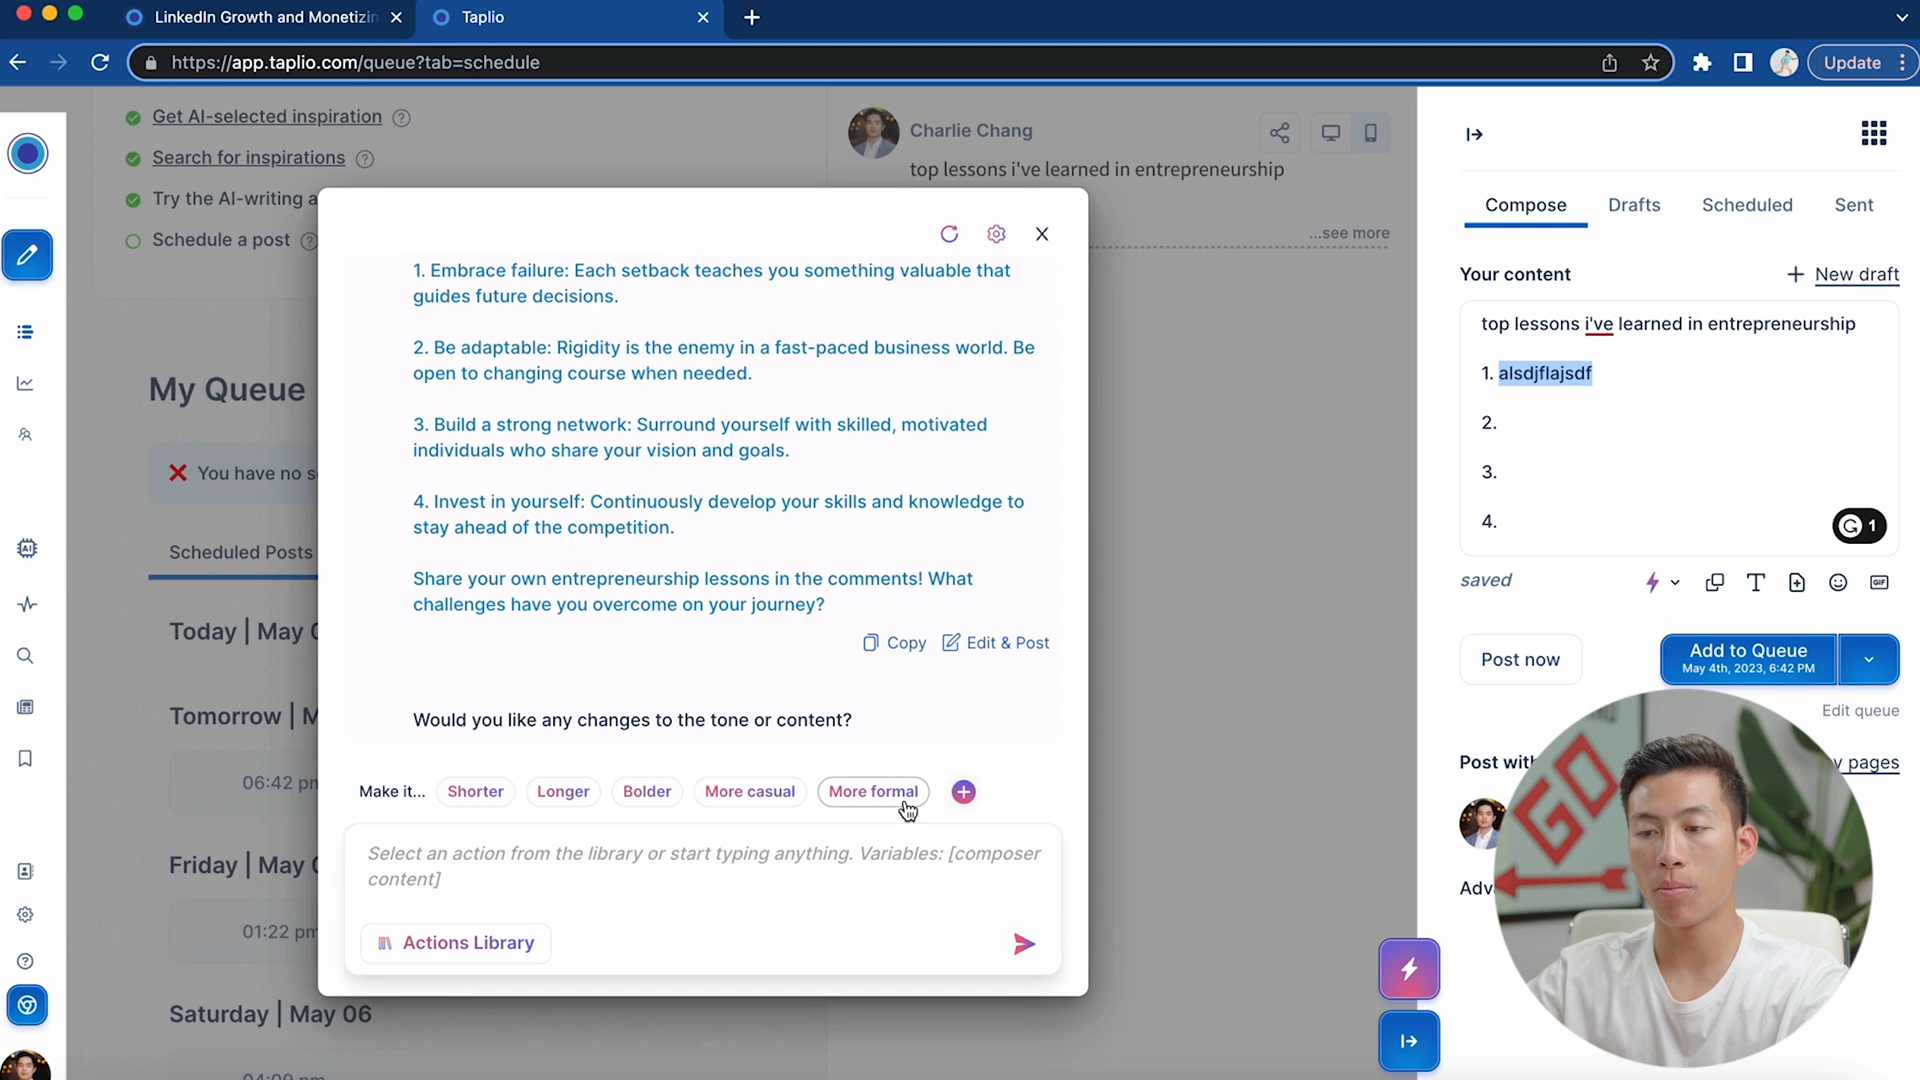 LinkedIn Growth and Monetizin
Taplio
https://app.taplio.com/queue?tab=schedule
Update
Get AI-selected inspiration
Search for inspirations
Try the AI-writing a
Schedule a post
My Queue
You have no s
Scheduled Posts
Today | May 0
Tomorrow | M
06:42 pm
Friday | May 0
01:22 pm
Saturday | May 06
04:09 pm
Charlie Chang
top lessons i've learned in entrepreneurship
...see more
1. Embrace failure: Each setback teaches you something valuable that
guides future decisions.
2. Be adaptable: Rigidity is the enemy in a fast-paced business world. Be
open to changing course when needed.
3. Build a strong network: Surround yourself with skilled, motivated
individuals who share your vision and goals.
4. Invest in yourself: Continuously develop your skills and knowledge to
stay ahead of the competition.
Share your own entrepreneurship lessons in the comments! What
challenges have you overcome on your journey?
Copy
Edit & Post
Would you like any changes to the tone or content?
Make it...
Shorter
Longer
Bolder
More casual
More formal
Select an action from the library or start typing anything. Variables: [composer
content]
Actions Library
Compose
Drafts
Scheduled
Sent
Your content
New draft
top lessons i've learned in entrepreneurship
1. alsdjflajsdf
2.
3.
4.
1
saved
GIF
Post now
Add to Queue
May 4th, 2023, 6:42 PM
Edit queue
Post with
y pages
Adv
GO
AI